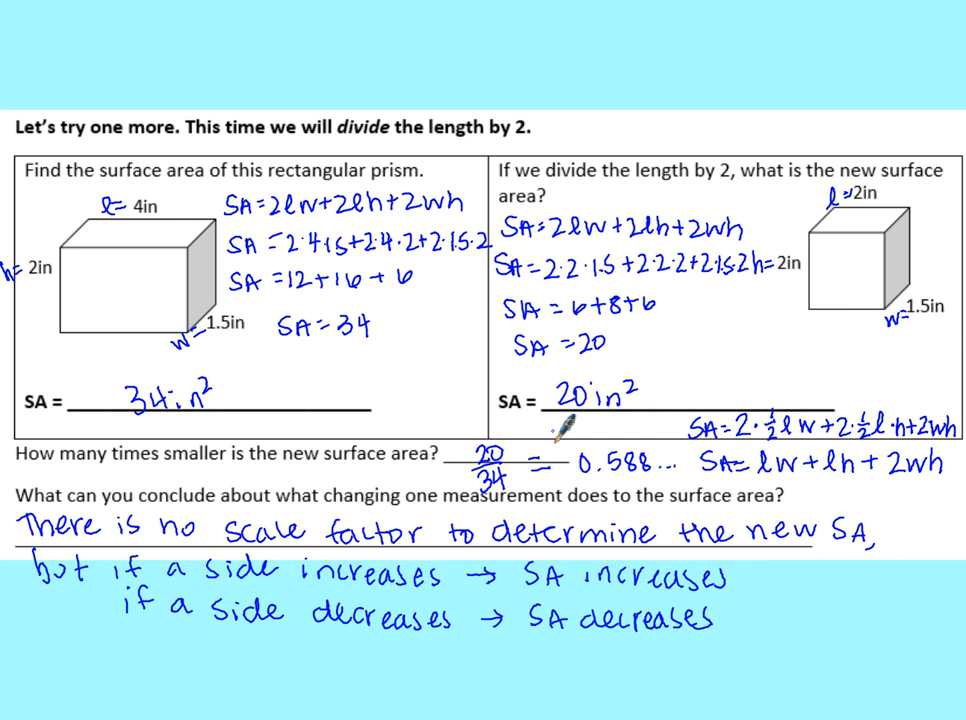 Let's try one more. This time we will divide the length by 2.
Find the surface area of this rectangular prism.
l= 4in
SA=2lw+2lh+2wh
SA=2·4·1.5+2·4·2+2·1.5·2
h= 2in
SA=12+16+6
w= 1.5in
SA=34
SA = 34in²
If we divide the length by 2, what is the new surface
area?
l=2in
SA=2lw+2lh+2wh
SA=2·2·1.5+2·2·2+2·1.5·2
h=2in
SA=6+8+6
w=1.5in
SA=20
SA = 20in²
SA=2·1/2lw+2·1/2l·h+2wh
How many times smaller is the new surface area? 20/34 = 0.588... SA=lw+lh+2wh
What can you conclude about what changing one measurement does to the surface area?
There is no scale factor to determine the new SA,
but if a side increases → SA increases
if a side decreases → SA decreases